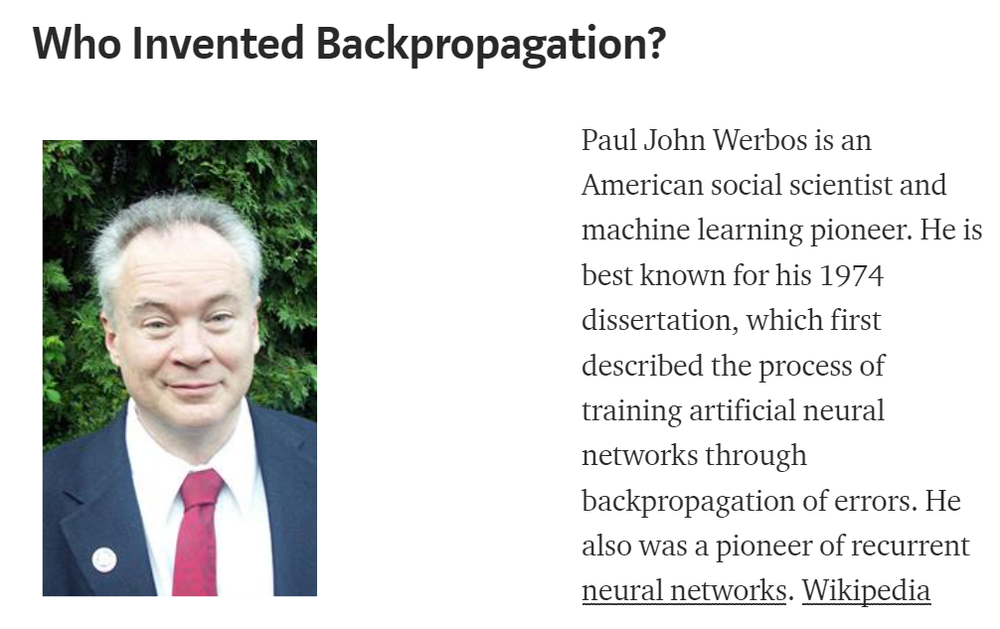 Who Invented Backpropagation?
Paul John Werbos is an
American social scientist and
machine learning pioneer. He is
best known for his 1974
dissertation, which first
described the process of
training artificial neural
networks through
backpropagation of errors. He
also was a pioneer of recurrent
neural networks. Wikipedia